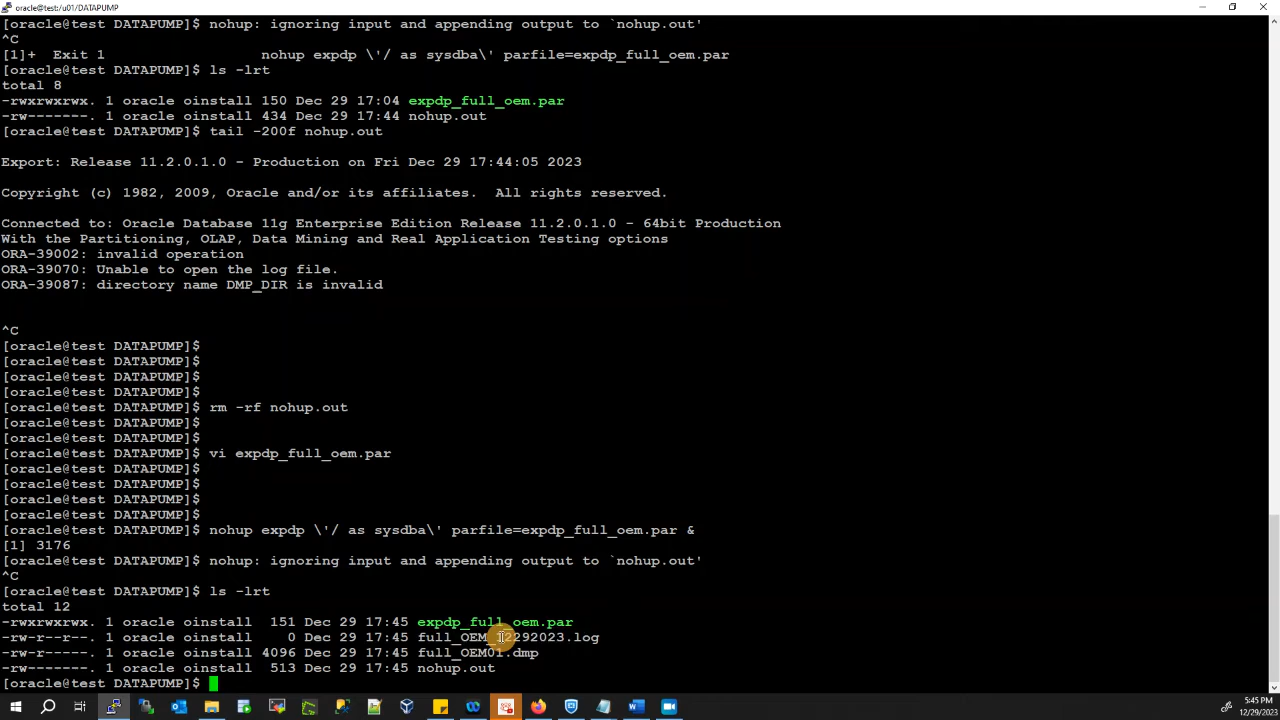 oracle@test:/u01/DATAPUMP
[oracle@test DATAPUMP]$ nohup: ignoring input and appending output to `nohup.out'
^C
[1]+  Exit 1                  nohup expdp \'/ as sysdba\' parfile=expdp_full_oem.par
[oracle@test DATAPUMP]$ ls -lrt
total 8
-rwxrwxrwx. 1 oracle oinstall 150 Dec 29 17:04 expdp_full_oem.par
-rw-------. 1 oracle oinstall 434 Dec 29 17:44 nohup.out
[oracle@test DATAPUMP]$ tail -200f nohup.out
Export: Release 11.2.0.1.0 - Production on Fri Dec 29 17:44:05 2023
Copyright (c) 1982, 2009, Oracle and/or its affiliates.  All rights reserved.
Connected to: Oracle Database 11g Enterprise Edition Release 11.2.0.1.0 - 64bit Production
With the Partitioning, OLAP, Data Mining and Real Application Testing options
ORA-39002: invalid operation
ORA-39070: Unable to open the log file.
ORA-39087: directory name DMP_DIR is invalid
^C
[oracle@test DATAPUMP]$
[oracle@test DATAPUMP]$
[oracle@test DATAPUMP]$
[oracle@test DATAPUMP]$
[oracle@test DATAPUMP]$ rm -rf nohup.out
[oracle@test DATAPUMP]$
[oracle@test DATAPUMP]$
[oracle@test DATAPUMP]$ vi expdp_full_oem.par
[oracle@test DATAPUMP]$
[oracle@test DATAPUMP]$
[oracle@test DATAPUMP]$
[oracle@test DATAPUMP]$
[oracle@test DATAPUMP]$ nohup expdp \'/ as sysdba\' parfile=expdp_full_oem.par &
[1] 3176
[oracle@test DATAPUMP]$ nohup: ignoring input and appending output to `nohup.out'
^C
[oracle@test DATAPUMP]$ ls -lrt
total 12
-rwxrwxrwx. 1 oracle oinstall  151 Dec 29 17:45 expdp_full_oem.par
-rw-r--r--. 1 oracle oinstall    0 Dec 29 17:45 full_OEM_12292023.log
-rw-r-----. 1 oracle oinstall 4096 Dec 29 17:45 full_OEM01.dmp
-rw-------. 1 oracle oinstall  513 Dec 29 17:45 nohup.out
[oracle@test DATAPUMP]$
5:45 PM
12/29/2023